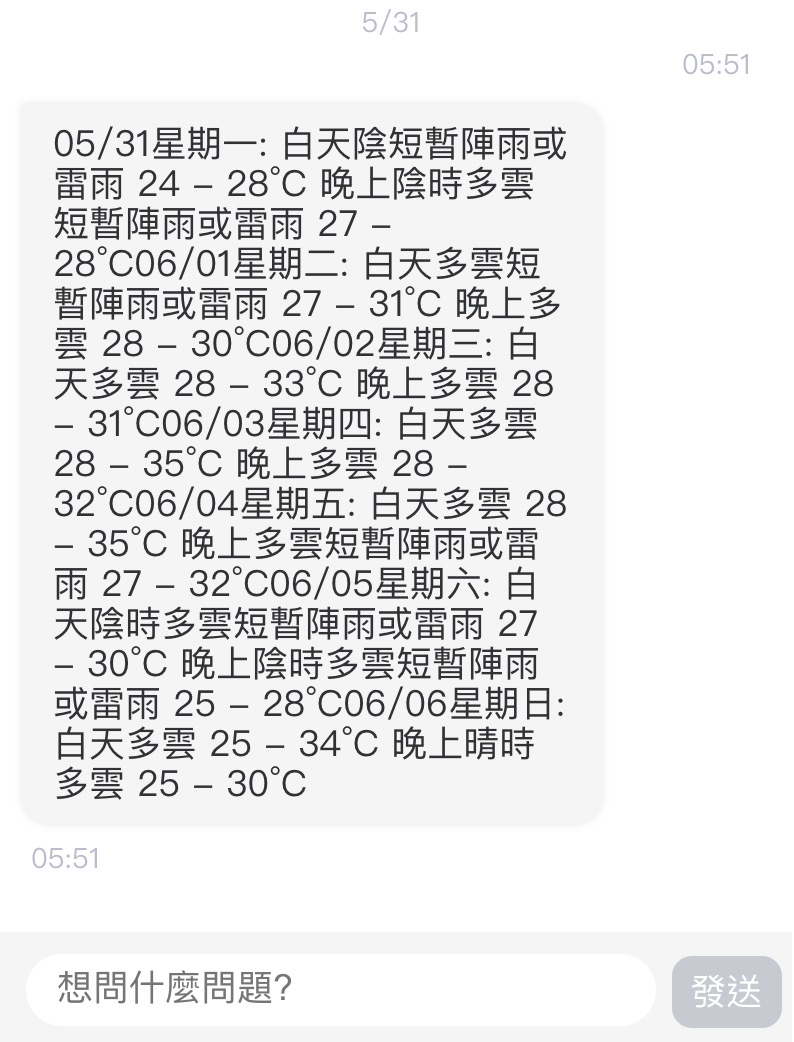 5/31
05:51
05/31星期一: 白天陰短暫陣雨或
雷雨 24 – 28°C 晚上陰時多雲
短暫陣雨或雷雨 27 –
28°C06/01星期二: 白天多雲短
暫陣雨或雷雨 27 – 31°C 晚上多
雲 28 – 30°C06/02星期三: 白
天多雲 28 – 33°C 晚上多雲 28
– 31°C06/03星期四: 白天多雲
28 – 35°C 晚上多雲 28 –
32°C06/04星期五: 白天多雲 28
– 35°C 晚上多雲短暫陣雨或雷
雨 27 – 32°C06/05星期六: 白
天陰時多雲短暫陣雨或雷雨 27
– 30°C 晚上陰時多雲短暫陣雨
或雷雨 25 – 28°C06/06星期日:
白天多雲 25 – 34°C 晚上晴時
多雲 25 – 30°C
05:51
想問什麼問題?
發送